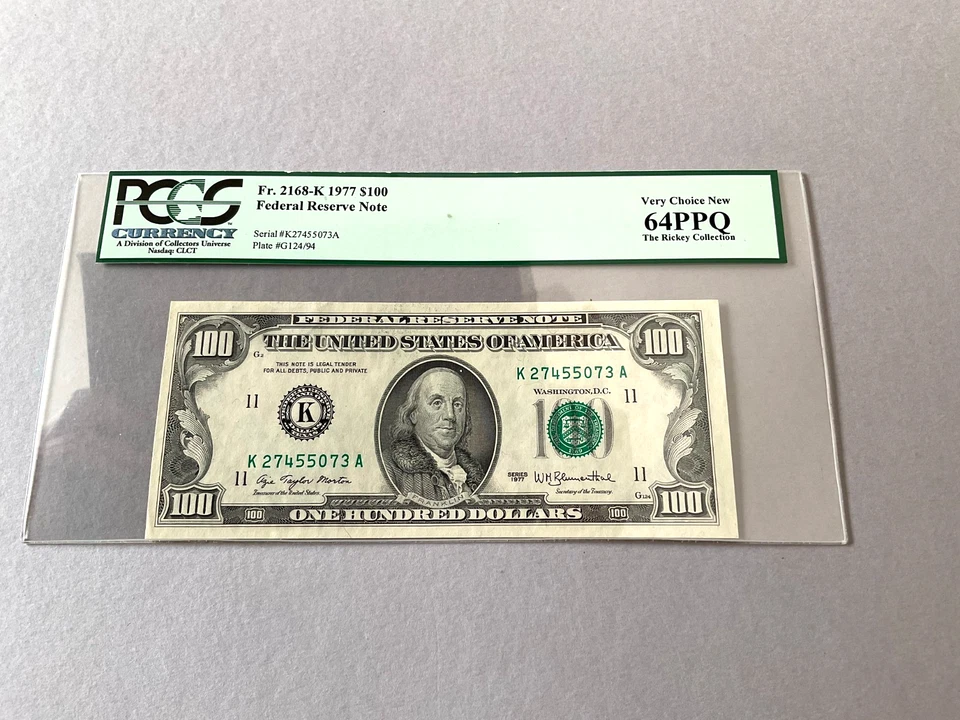 PCGS
CURRENCY
A Division of Collectors Universe
Nasdaq: CLCT
Fr. 2168-K 1977 $100
Federal Reserve Note
Serial #K27455073A
Plate #G124/94
Very Choice New
64PPQ
The Rickey Collection
FEDERAL RESERVE NOTE
THE UNITED STATES OF AMERICA
100
100
G2
THIS NOTE IS LEGAL TENDER
FOR ALL DEBTS, PUBLIC AND PRIVATE
K 27455073 A
WASHINGTON, D.C.
11
11
K
100
K 27455073 A
11
Azie Taylor Morton
Treasurer of the United States.
SERIES
1977
W M Blumenthal
Secretary of the Treasury.
11
G124
FRANKLIN
100
100
ONE HUNDRED DOLLARS
100
100